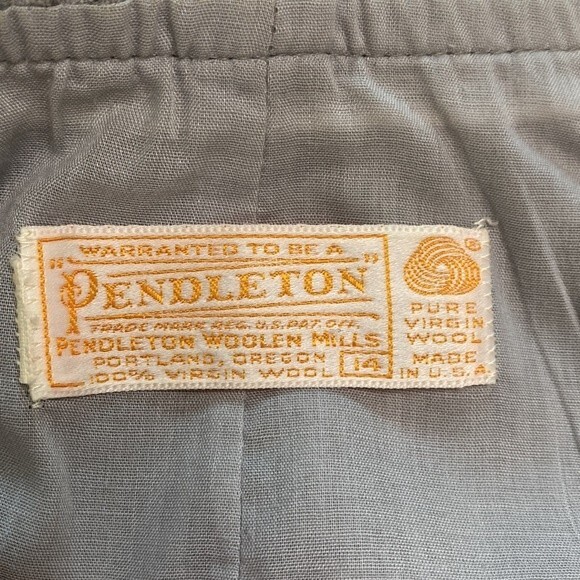 WARRANTED TO BE A
"PENDLETON"
TRADE MARK REG. U.S. PAT. OFF.
PENDLETON WOOLEN MILLS
PORTLAND, OREGON
100% VIRGIN WOOL
14
®
PURE
VIRGIN
WOOL
MADE
IN U.S.A